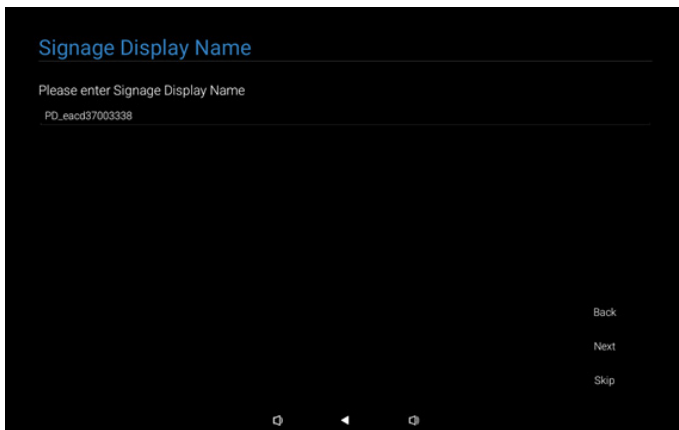 Signage Display Name
Please enter Signage Display Name
PD_eacd37003338
Back
Next
Skip